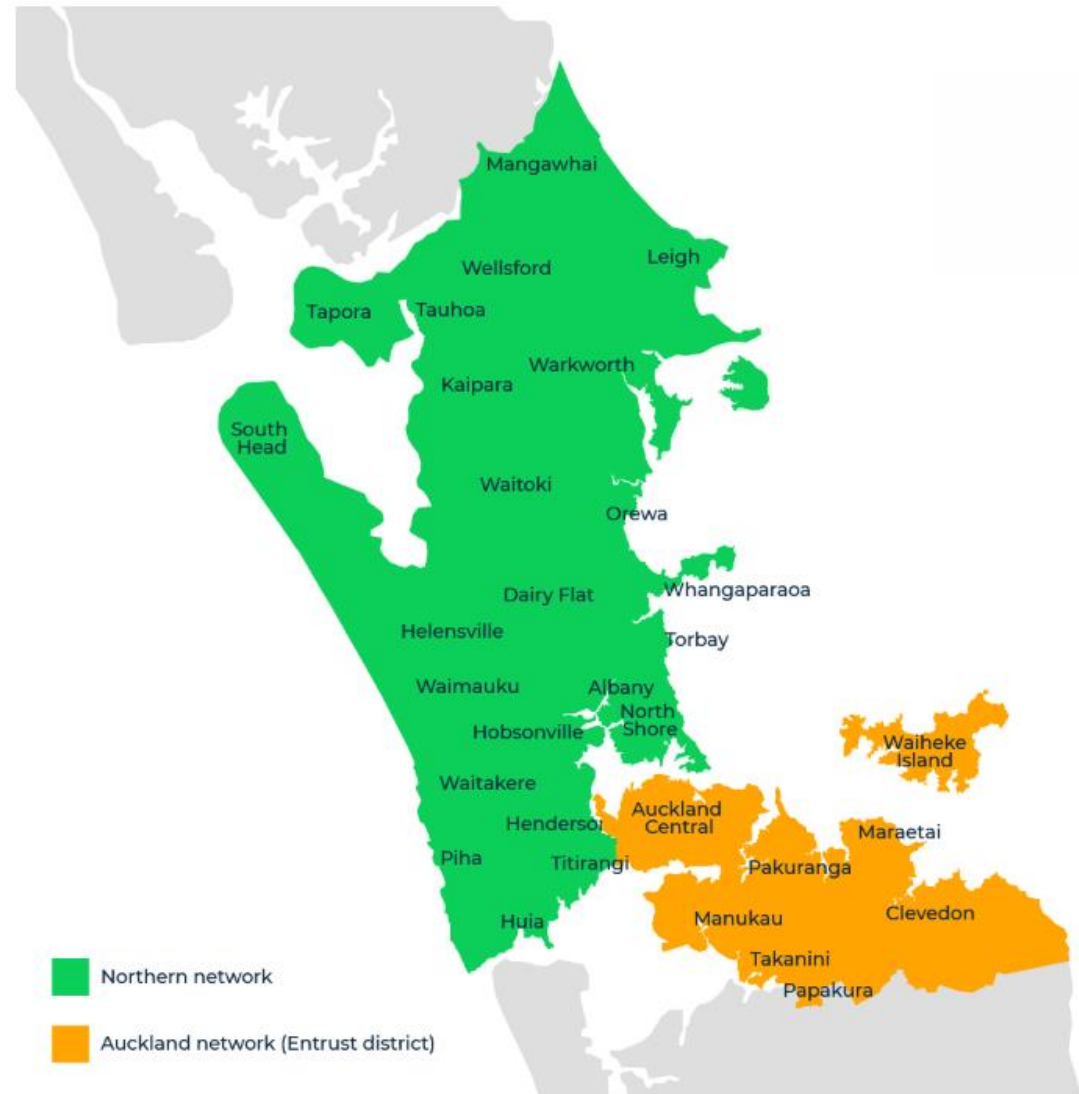 Mangawhai
Leigh
Wellsford
Tapora
Tauhoa
Warkworth
Kaipara
South
Head
Waitoki
Orewa
Dairy Flat
Whangaparaoa
Helensville
Torbay
Waimauku
Albany
North
Shore
Hobsonville
Waiheke
Island
Waitakere
Auckland
Central
Henderson
Maraetai
Piha
Titirangi
Pakuranga
Huia
Manukau
Clevedon
Takanini
Papakura
Northern network
Auckland network (Entrust district)